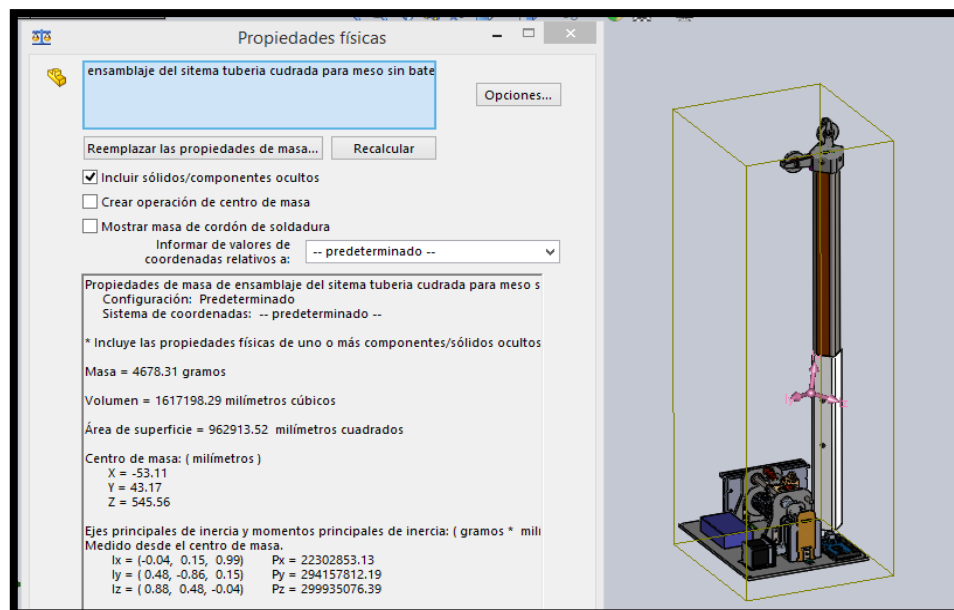 Propiedades físicas
ensamblaje del sitema tuberia cudrada para meso sin bate
Opciones...
Reemplazar las propiedades de masa...
Recalcular
Incluir sólidos/componentes ocultos
Crear operación de centro de masa
Mostrar masa de cordón de soldadura
Informar de valores de
coordenadas relativos a:
-- predeterminado --
Propiedades de masa de ensamblaje del sitema tuberia cudrada para meso s
Configuración: Predeterminado
Sistema de coordenadas: -- predeterminado --
* Incluye las propiedades físicas de uno o más componentes/sólidos ocultos
Masa = 4678.31 gramos
Volumen = 1617198.29 milímetros cúbicos
Área de superficie = 962913.52 milímetros cuadrados
Centro de masa: ( milímetros )
X = -53.11
Y = 43.17
Z = 545.56
Ejes principales de inercia y momentos principales de inercia: ( gramos * mili
Medido desde el centro de masa.
Ix = (-0.04, 0.15, 0.99) Px = 22302853.13
Iy = ( 0.48, -0.86, 0.15) Py = 294157812.19
Iz = ( 0.88, 0.48, -0.04) Pz = 299935076.39